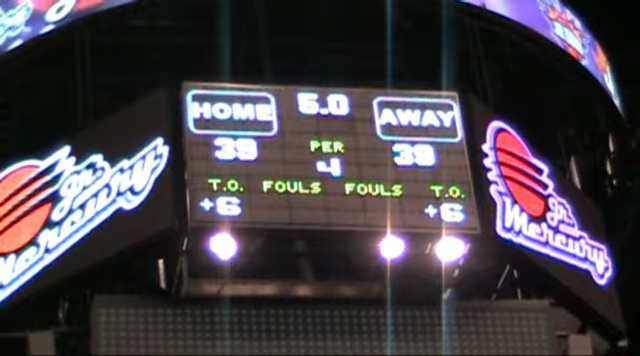 HOME 5.0 AWAY
39 PER 39
4
T.O. FOULS FOULS T.O.
+6 +6
Jr. Mercury
Jr. Mercury